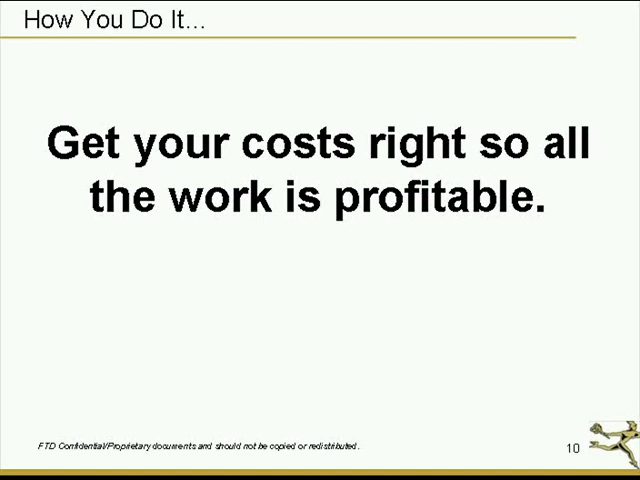 How You Do It...
Get your costs right so all
the work is profitable.
FTD Confidential/Proprietary documents and should not be copied or redistributed.
10